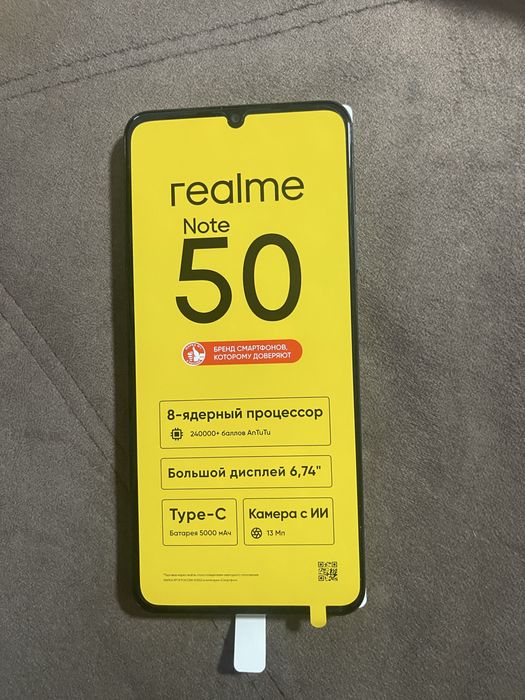 realme
Note
50
БРЕНД СМАРТФОНОВ,
КОТОРОМУ ДОВЕРЯЮТ
8-ядерный процессор
240000+ баллов AnTuTu
Большой дисплей 6,74"
Type-C
Батарея 5000 мАч
Камера с ИИ
13 Мп